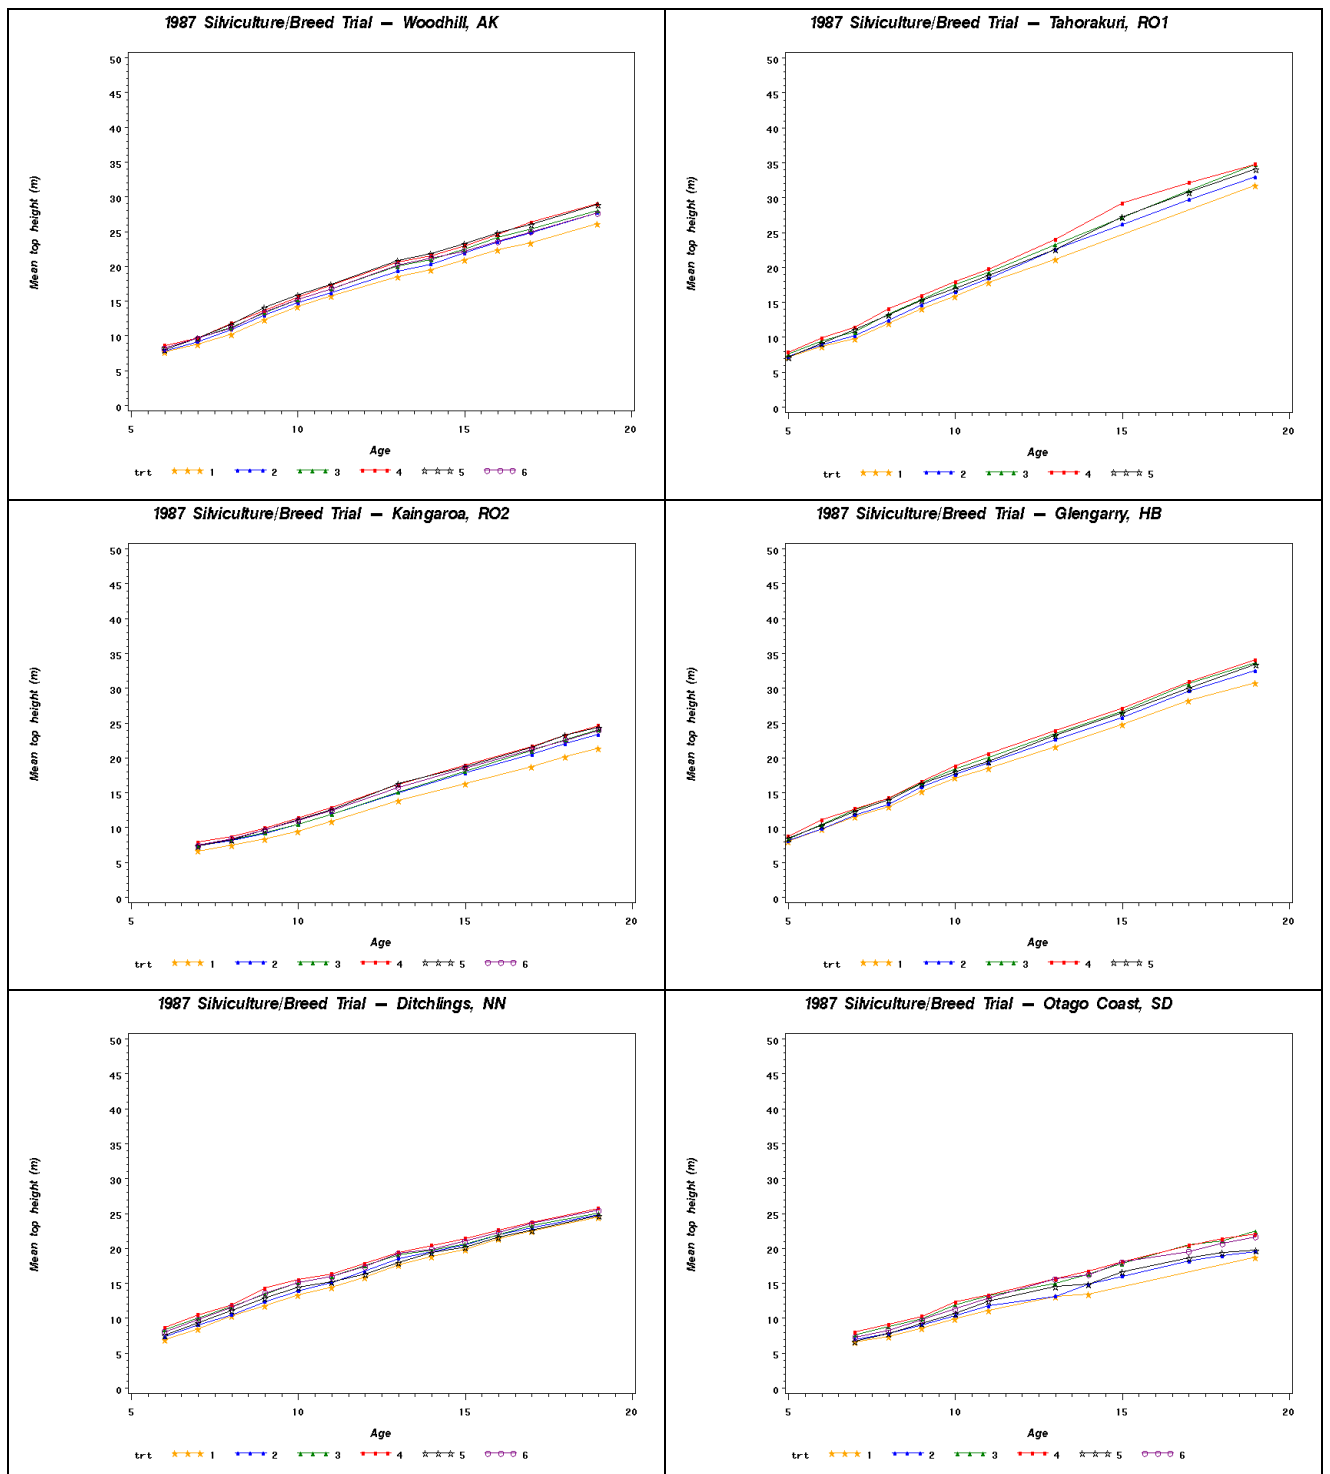 1987 Silviculture/Breed Trial – Woodhill, AK
Mean top height (m)
50
45
40
35
30
25
20
15
10
5
0
5 10 15 20
Age
trt 1 2 3 4 5 6
1987 Silviculture/Breed Trial – Tahorakuri, RO1
Mean top height (m)
50
45
40
35
30
25
20
15
10
5
0
5 10 15 20
Age
trt 1 2 3 4 5
1987 Silviculture/Breed Trial – Kaingaroa, RO2
Mean top height (m)
50
45
40
35
30
25
20
15
10
5
0
5 10 15 20
Age
trt 1 2 3 4 5 6
1987 Silviculture/Breed Trial – Glengarry, HB
Mean top height (m)
50
45
40
35
30
25
20
15
10
5
0
5 10 15 20
Age
trt 1 2 3 4 5
1987 Silviculture/Breed Trial – Ditchlings, NN
Mean top height (m)
50
45
40
35
30
25
20
15
10
5
0
5 10 15 20
Age
trt 1 2 3 4 5 6
1987 Silviculture/Breed Trial – Otago Coast, SD
Mean top height (m)
50
45
40
35
30
25
20
15
10
5
0
5 10 15 20
Age
trt 1 2 3 4 5 6